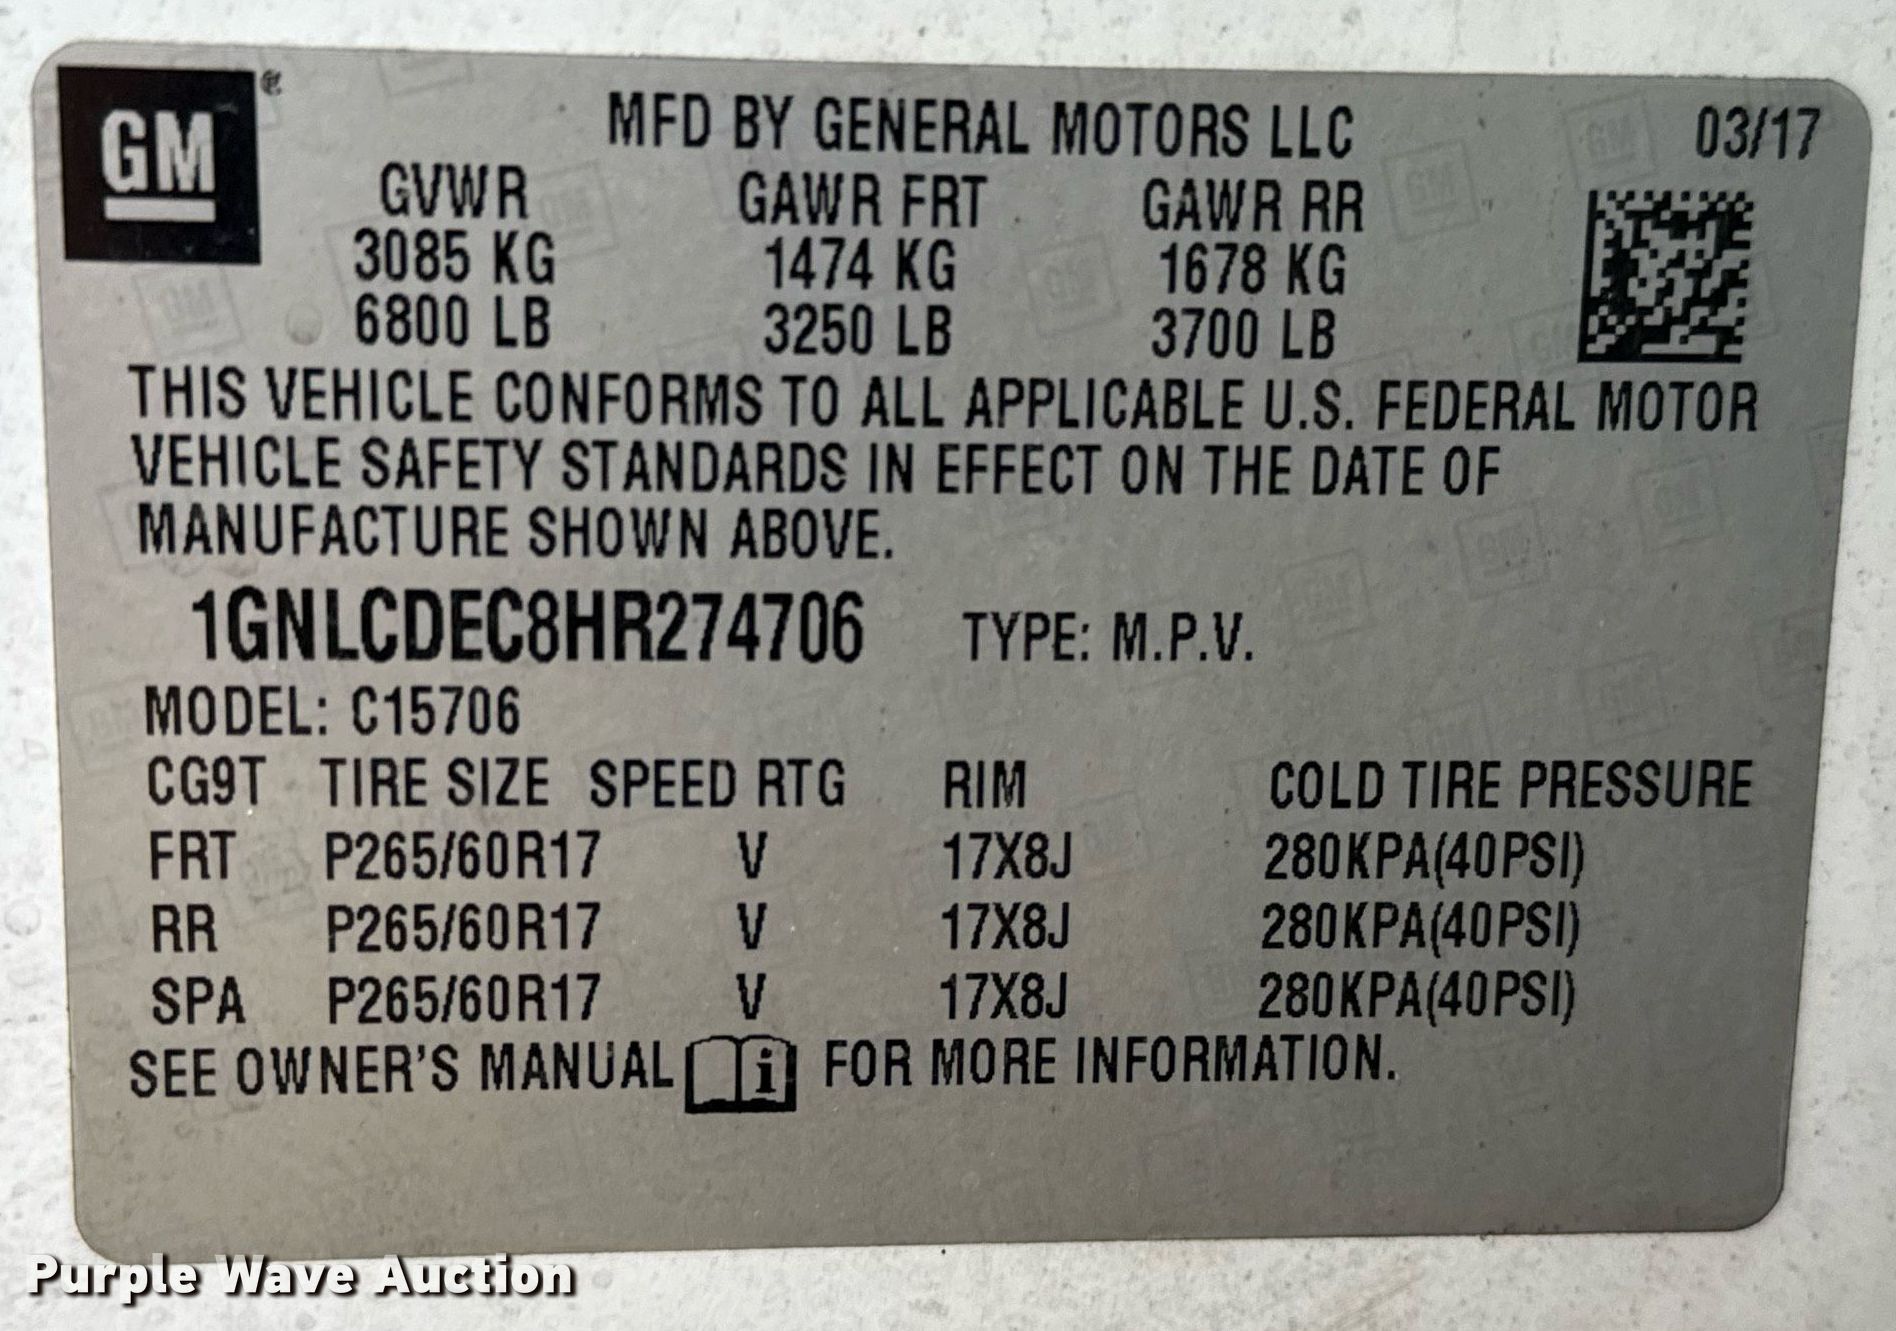 GM
MFD BY GENERAL MOTORS LLC 03/17
GVWR GAWR FRT GAWR RR
3085 KG 1474 KG 1678 KG
6800 LB 3250 LB 3700 LB
THIS VEHICLE CONFORMS TO ALL APPLICABLE U.S. FEDERAL MOTOR
VEHICLE SAFETY STANDARDS IN EFFECT ON THE DATE OF
MANUFACTURE SHOWN ABOVE.
1GNLCDEC8HR274706 TYPE: M.P.V.
MODEL: C15706
CG9T TIRE SIZE SPEED RTG RIM COLD TIRE PRESSURE
FRT P265/60R17 V 17X8J 280KPA(40PSI)
RR P265/60R17 V 17X8J 280KPA(40PSI)
SPA P265/60R17 V 17X8J 280KPA(40PSI)
SEE OWNER'S MANUAL i FOR MORE INFORMATION.
Purple Wave Auction